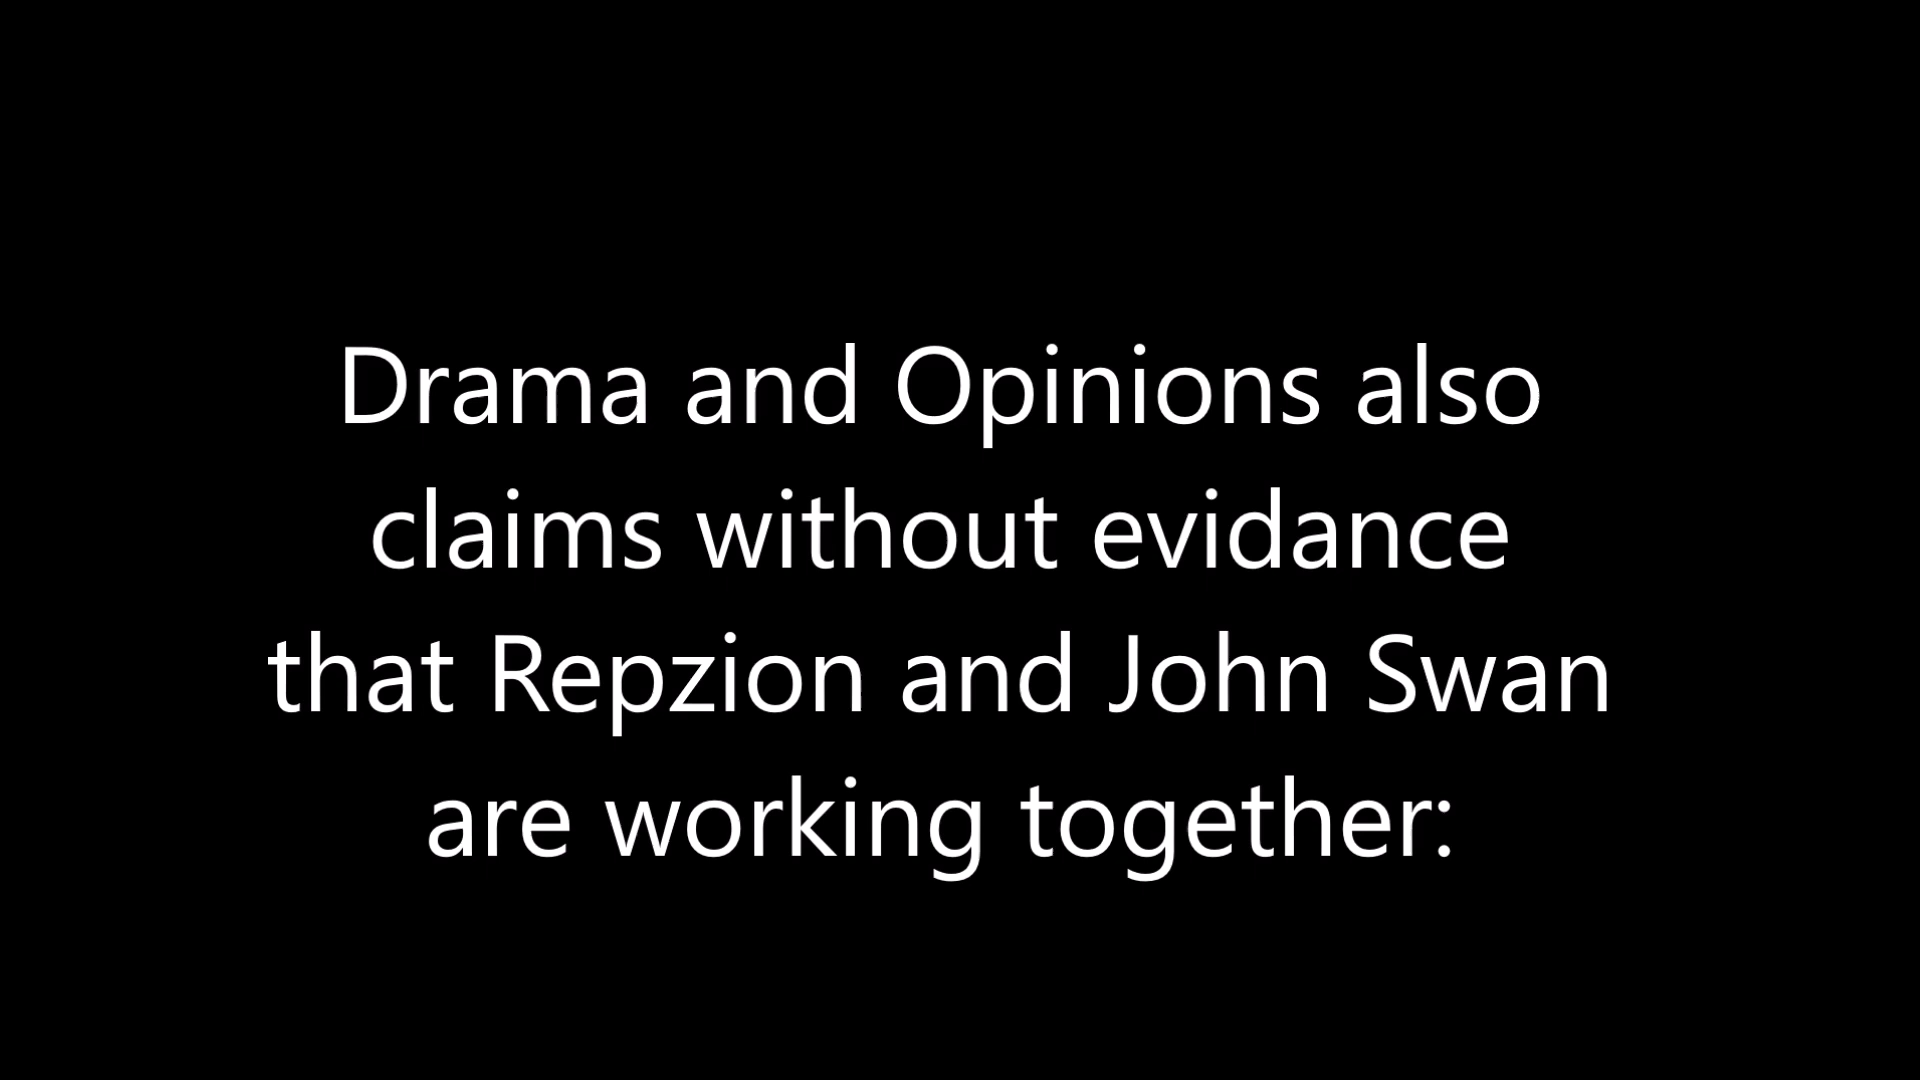 Drama and Opinions also
claims without evidance
that Repzion and John Swan
are working together: